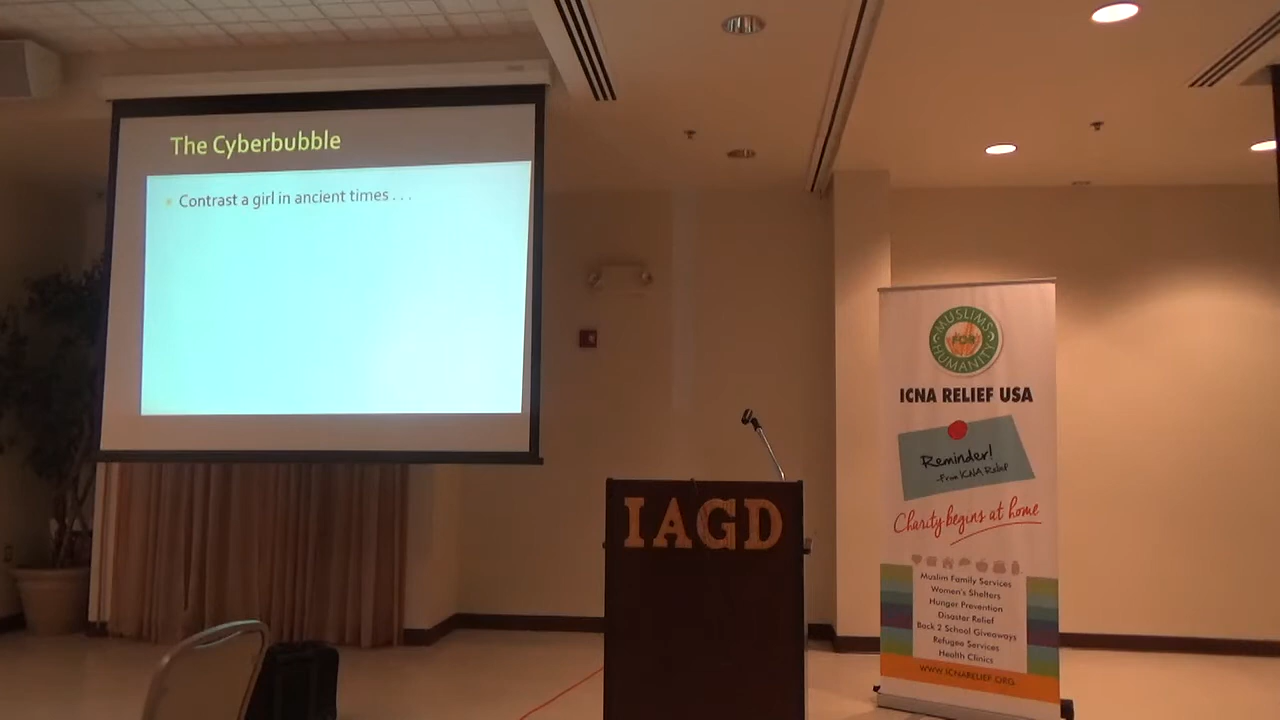 The Cyberbubble
Contrast a girl in ancient times . . .
IAGD
MUSLIMS
FOR
HUMANITY
ICNA RELIEF USA
Reminder!
-From ICNA Relief
Charity begins at home
Muslim Family Services
Women's Shelters
Hunger Prevention
Disaster Relief
Back 2 School Giveaways
Refugee Services
Health Clinics
WWW.ICNARELIEF.ORG